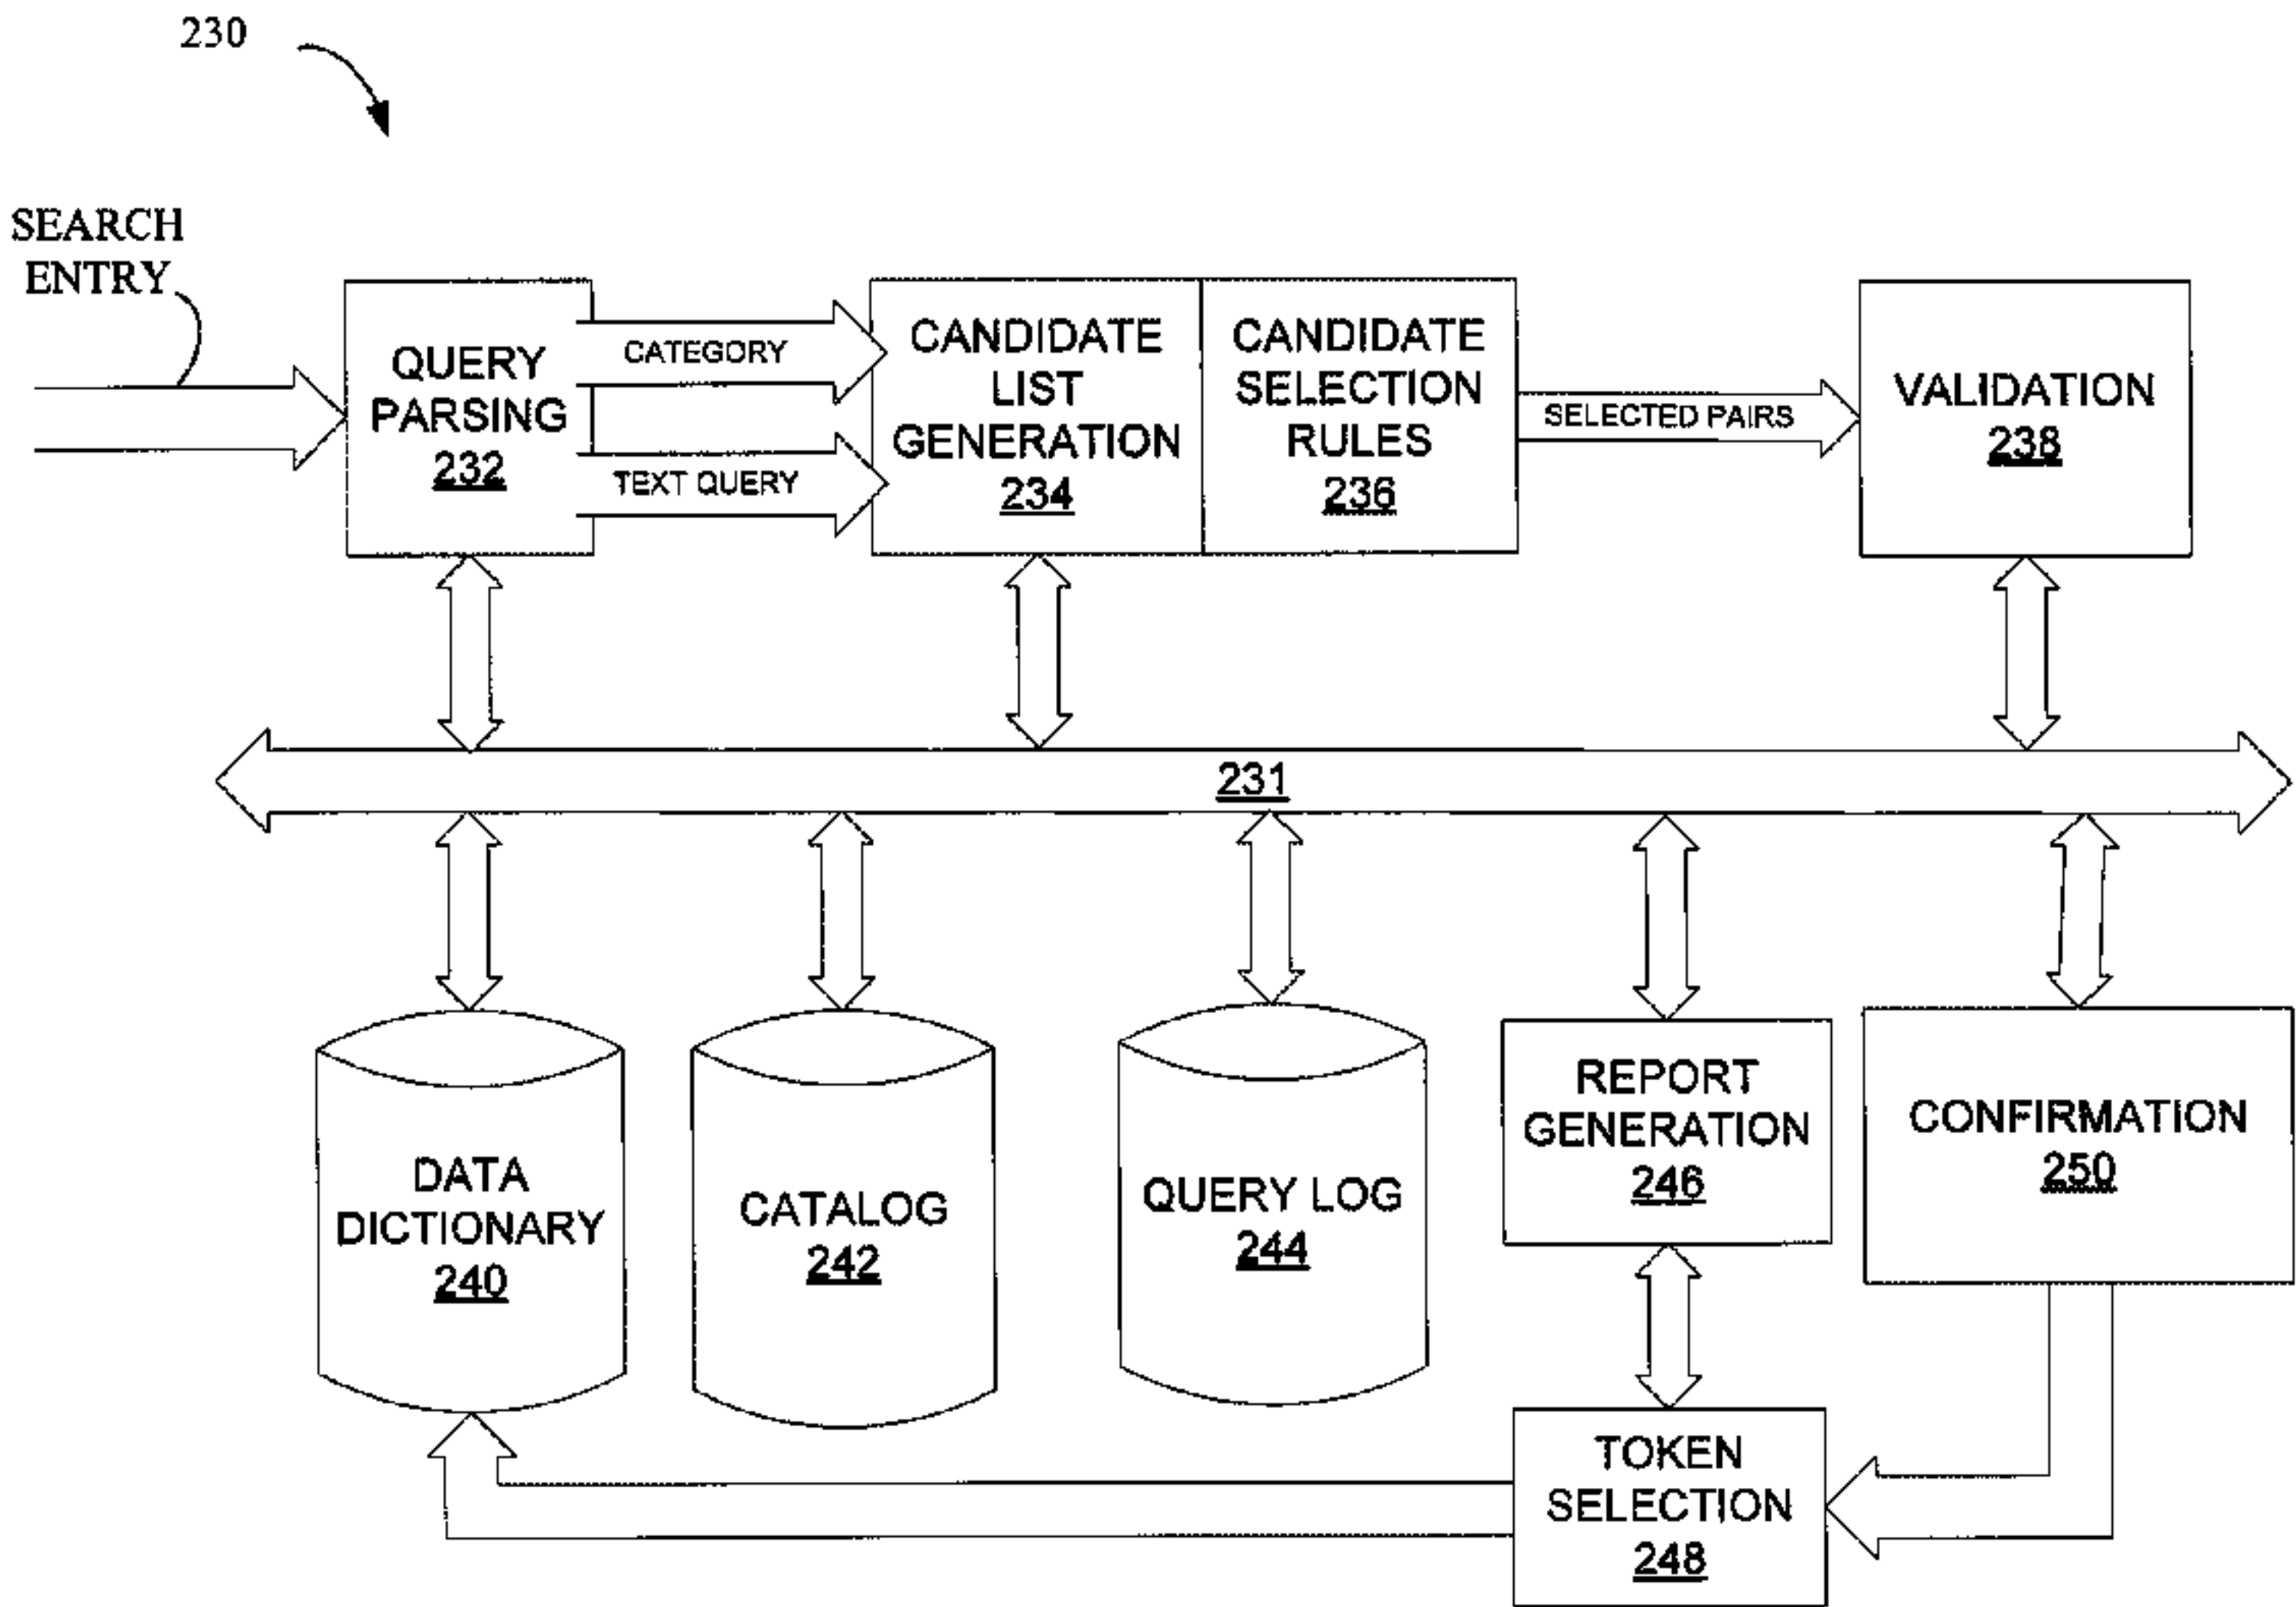 230
SEARCH
ENTRY
QUERY
PARSING
232
CATEGORY
TEXT QUERY
CANDIDATE
LIST
GENERATION
234
CANDIDATE
SELECTION
RULES
236
SELECTED PAIRS
VALIDATION
238
231
DATA
DICTIONARY
240
CATALOG
242
QUERY LOG
244
REPORT
GENERATION
246
CONFIRMATION
250
TOKEN
SELECTION
248